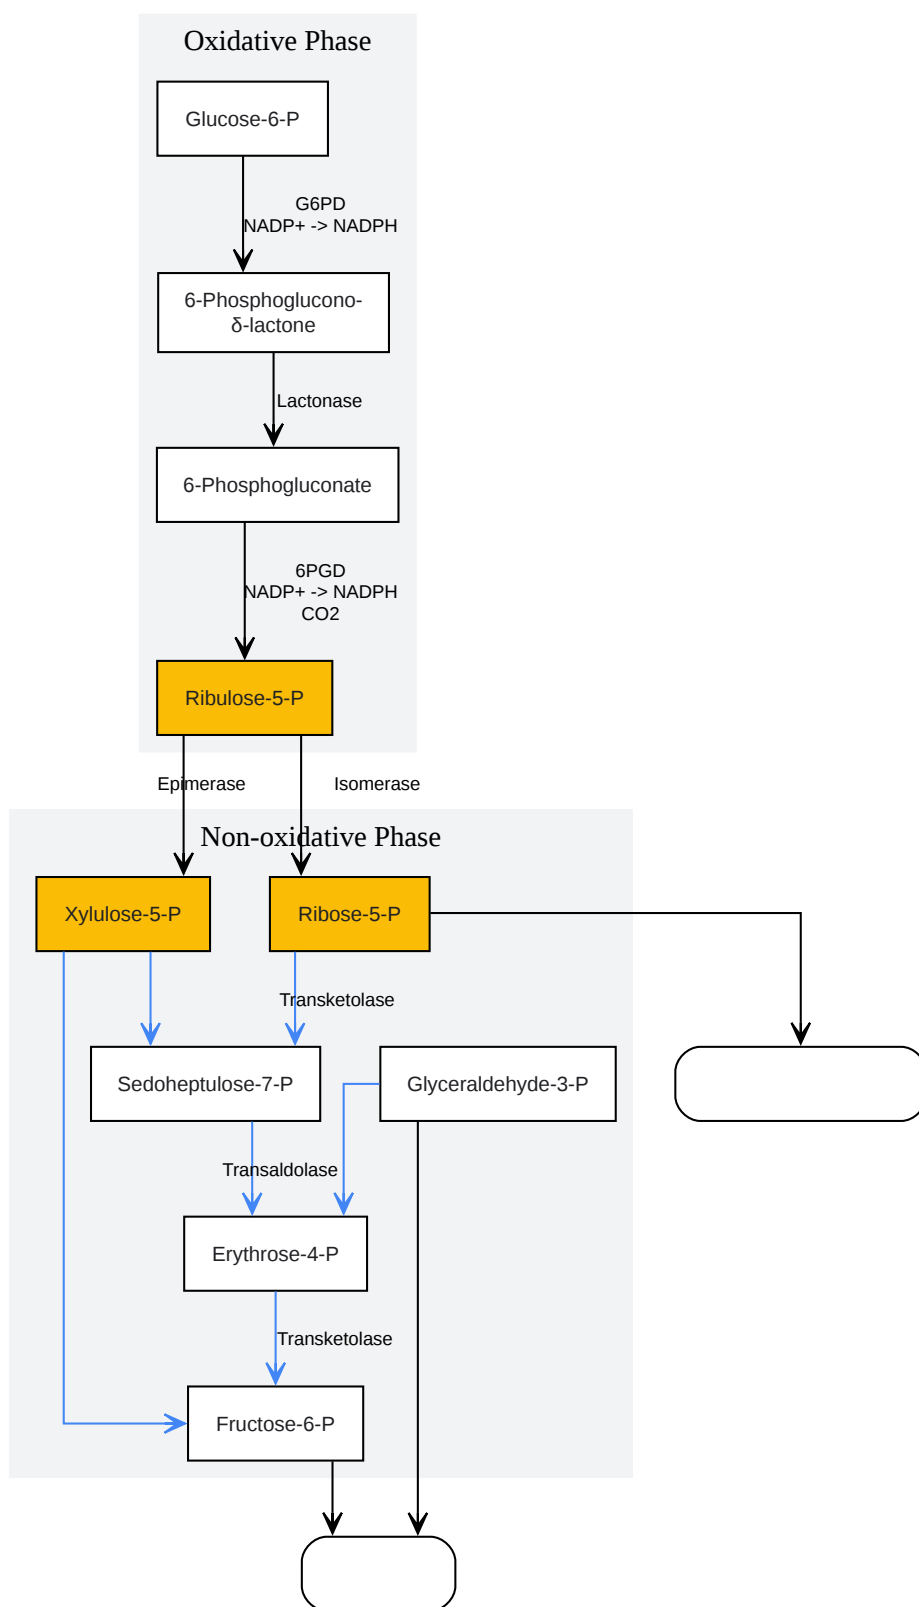 Oxidative Phase
Glucose-6-P
G6PD
NADP+ -> NADPH
6-Phosphoglucono-
δ-lactone
Lactonase
6-Phosphogluconate
6PGD
NADP+ -> NADPH
CO2
Ribulose-5-P
Epimerase
Isomerase
Non-oxidative Phase
Xylulose-5-P
Ribose-5-P
Transketolase
Sedoheptulose-7-P
Glyceraldehyde-3-P
Transaldolase
Erythrose-4-P
Transketolase
Fructose-6-P